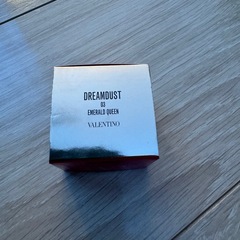 DREAMDUST
03
EMERALD QUEEN
VALENTINO